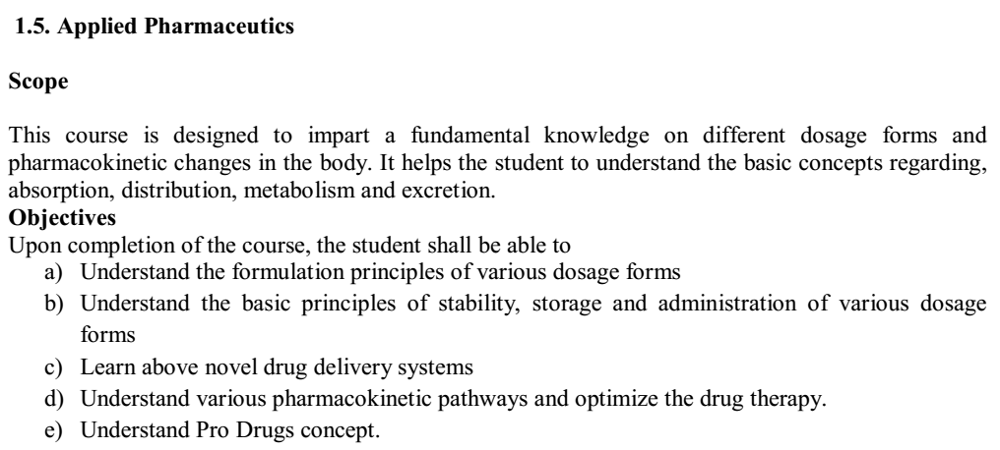 1.5. Applied Pharmaceutics
Scope
This course is designed to impart a fundamental knowledge on different dosage forms and
pharmacokinetic changes in the body. It helps the student to understand the basic concepts regarding,
absorption, distribution, metabolism and excretion.
Objectives
Upon completion of the course, the student shall be able to
a) Understand the formulation principles of various dosage forms
b) Understand the basic principles of stability, storage and administration of various dosage
forms
c) Learn above novel drug delivery systems
d) Understand various pharmacokinetic pathways and optimize the drug therapy.
e) Understand Pro Drugs concept.